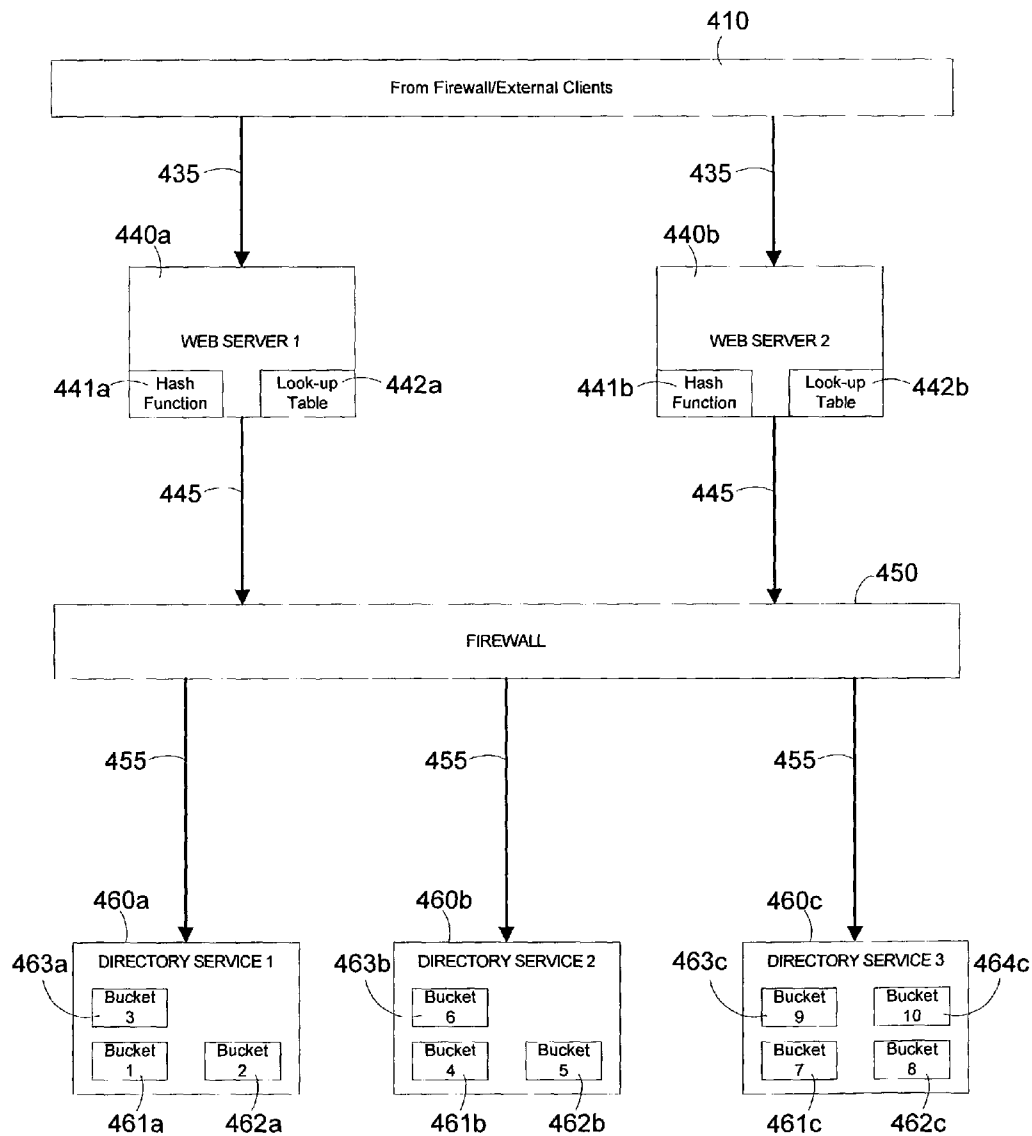 410
From Firewall/External Clients
435
435
440a
440b
WEB SERVER 1
WEB SERVER 2
441a
Hash
Function
Look-up
Table
442a
441b
Hash
Function
Look-up
Table
442b
445
445
450
FIREWALL
455
455
455
460a
460b
460c
463a
DIRECTORY SERVICE 1
463b
DIRECTORY SERVICE 2
463c
DIRECTORY SERVICE 3
464c
Bucket
3
Bucket
6
Bucket
9
Bucket
10
Bucket
1
Bucket
2
Bucket
4
Bucket
5
Bucket
7
Bucket
8
461a
462a
461b
462b
461c
462c